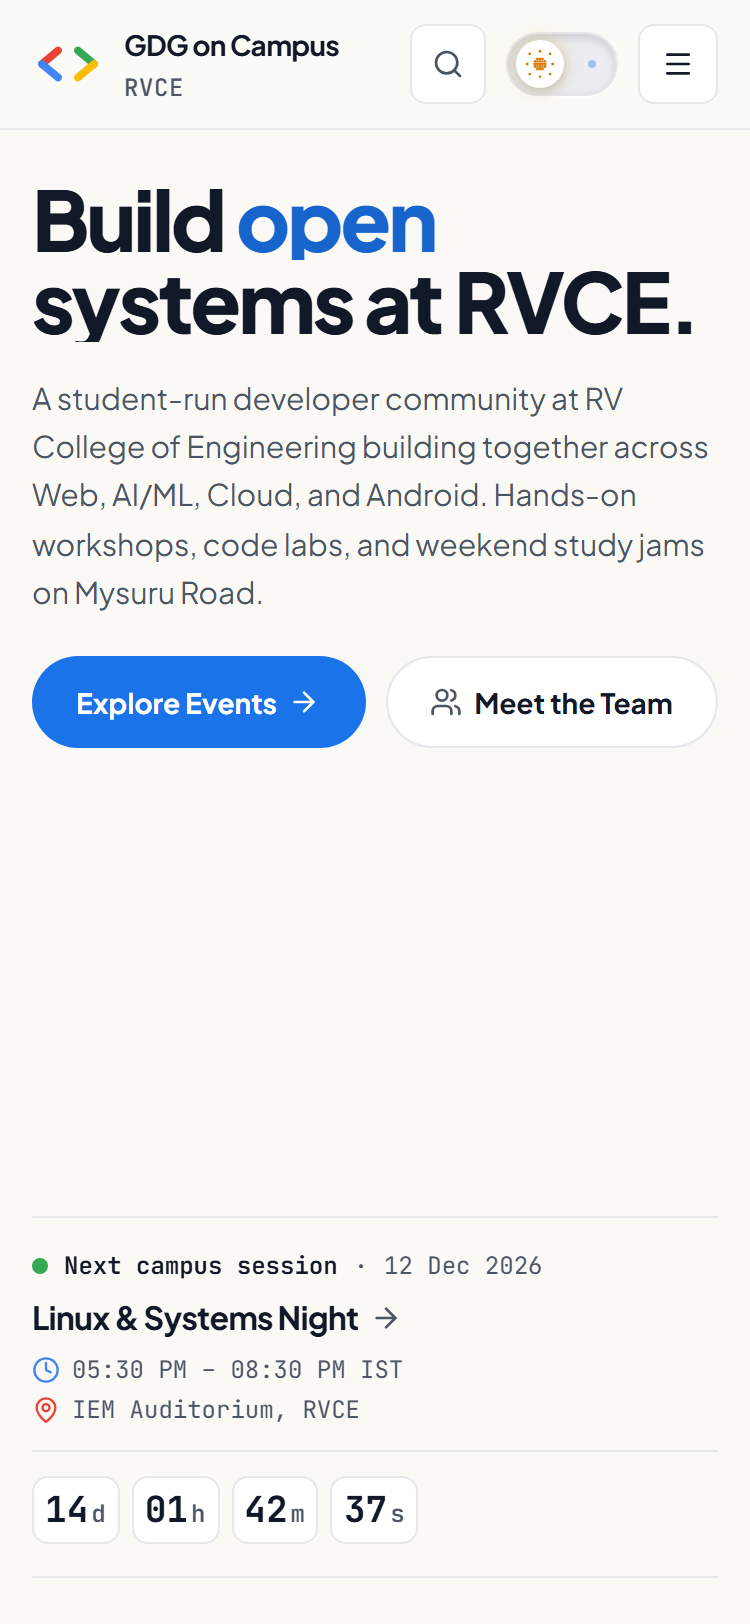 GDG on Campus
RVCE
Build open
systems at RVCE.
A student-run developer community at RV
College of Engineering building together across
Web, AI/ML, Cloud, and Android. Hands-on
workshops, code labs, and weekend study jams
on Mysuru Road.
Explore Events → Meet the Team
Next campus session · 12 Dec 2026
Linux & Systems Night →
05:30 PM – 08:30 PM IST
IEM Auditorium, RVCE
14d 01h 42m 37s